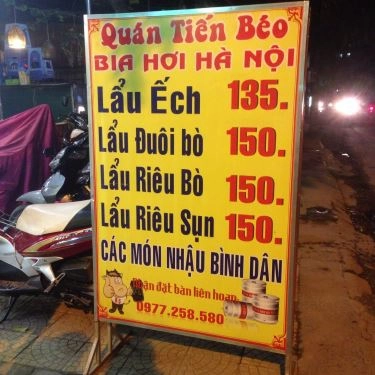 Quán Tiến Béo
BIA HƠI HÀ NỘI
Lẩu Ếch 135.
Lẩu Đuôi bò 150.
Lẩu Riêu Bò 150.
Lẩu Riêu Sụn 150.
CÁC MÓN NHẬU BÌNH DÂN
Nhận đặt bàn liên hoan
0977.258.580